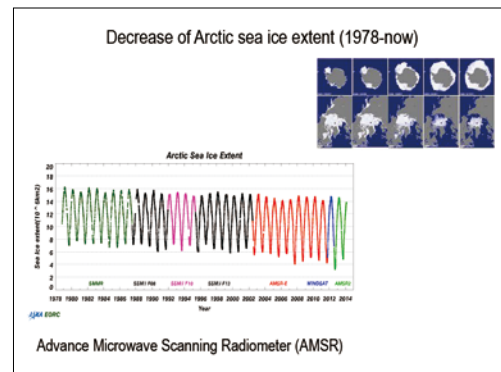 Decrease of Arctic sea ice extent (1978-now)
Arctic Sea Ice Extent
Sea Ice extent(10 ^ 6km2)
20
18
16
14
12
10
8
6
4
2
0
SMMR SSM/I F08 SSM/I F10 SSM/I-F13 AMSR-E WINDSAT AMSR2
1978 1980 1982 1984 1986 1988 1990 1992 1994 1996 1998 2000 2002 2004 2006 2008 2010 2012 2014
Year
JAXA EORC
Advance Microwave Scanning Radiometer (AMSR)